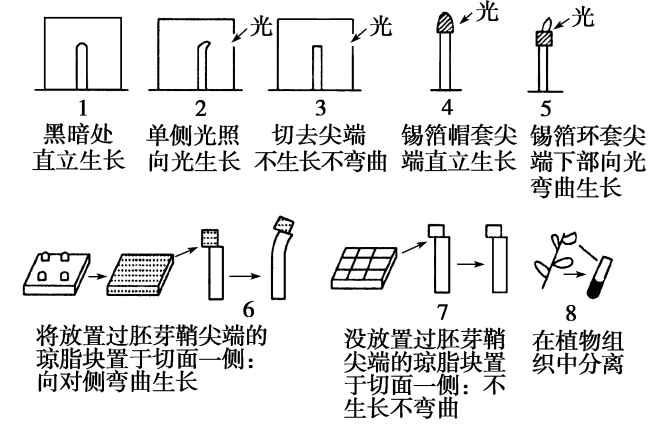 光
光
光
光
1
2
3
4
5
黑暗处
直立生长
单侧光照
向光生长
切去尖端
不生长不弯曲
锡箔帽套尖
端直立生长
锡箔环套尖
端下部向光
弯曲生长
6
将放置过胚芽鞘尖端的
琼脂块置于切面一侧：
向对侧弯曲生长
7
没放置过胚芽鞘
尖端的琼脂块置
于切面一侧：不
生长不弯曲
8
在植物组
织中分离